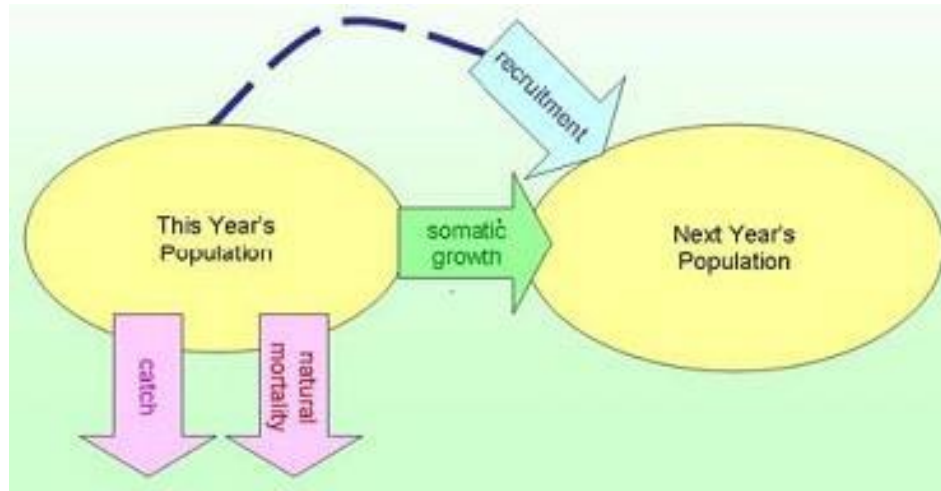 recruitment
This Year's
Population
somatic
growth
Next Year's
Population
catch
natural
mortality